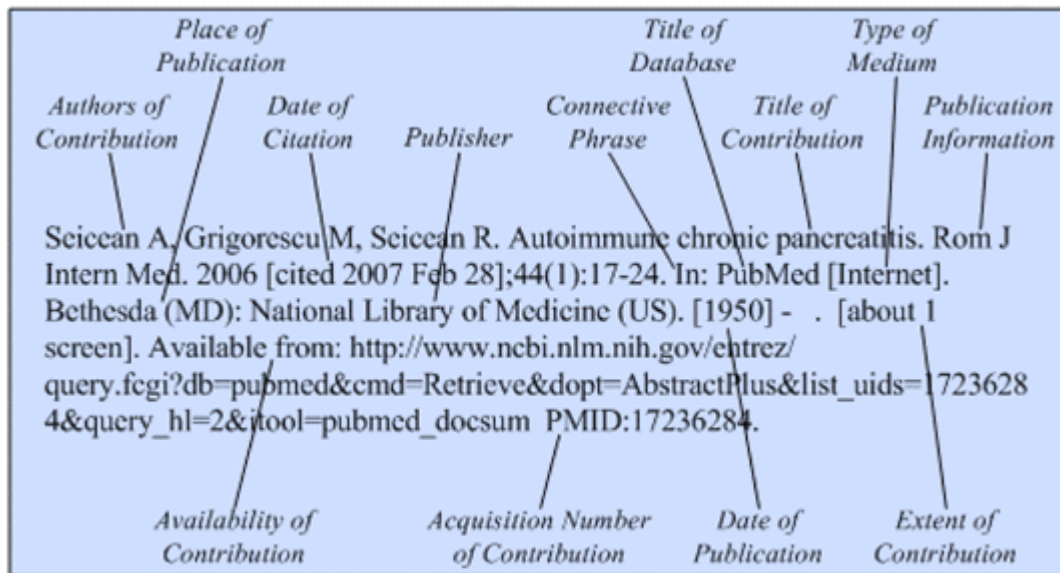 Place of Publication
Title of Database
Type of Medium
Authors of Contribution
Date of Citation
Publisher
Connective Phrase
Title of Contribution
Publication Information
Scicean A, Grigorescu M, Scicean R. Autoimmune chronic pancreatitis. Rom J
Intern Med. 2006 [cited 2007 Feb 28];44(1):17-24. In: PubMed [Internet].
Bethesda (MD): National Library of Medicine (US). [1950] - . [about 1
screen]. Available from: http://www.ncbi.nlm.nih.gov/entrez/
query.fcgi?db=pubmed&cmd=Retrieve&dopt=AbstractPlus&list_uids=1723628
4&query_hl=2&itool=pubmed_docsum PMID:17236284.
Availability of Contribution
Acquisition Number of Contribution
Date of Publication
Extent of Contribution